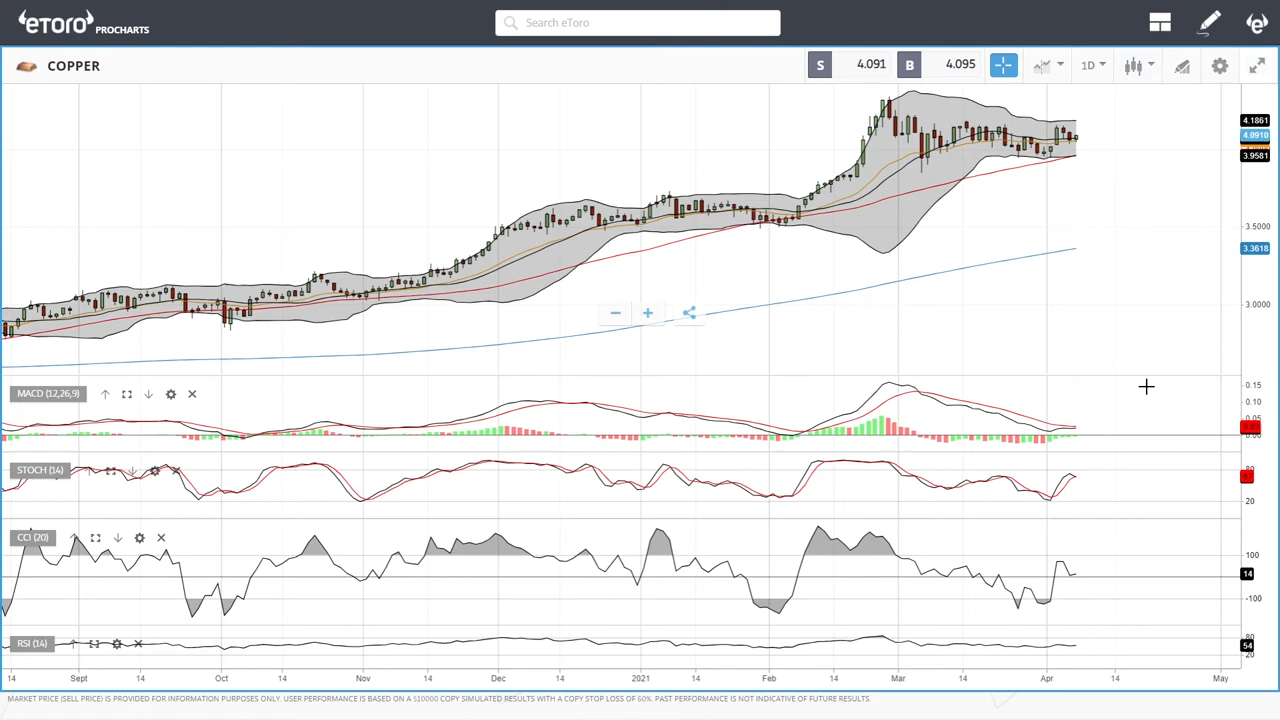 eToro PROCHARTS
Search eToro
COPPER
S 4.091 B 4.095 1D
4.1861
4.0910
3.9581
3.5000
3.3618
3.0000
MACD (12,26,9)
0.15
0.10
0.05
0.03
0.00
STOCH (14)
80
20
CCI (20)
100
14
-100
RSI (14)
80
54
20
14 Sept 14 Oct 14 Nov 14 Dec 14 2021 14 Feb 14 Mar 14 Apr 14 May
MARKET PRICE (SELL PRICE) IS PROVIDED FOR INFORMATION PURPOSES ONLY. USER PERFORMANCE IS BASED ON A $10000 COPY SIMULATED RESULTS WITH A COPY STOP LOSS OF 60%. PAST PERFORMANCE IS NOT INDICATIVE OF FUTURE RESULTS.